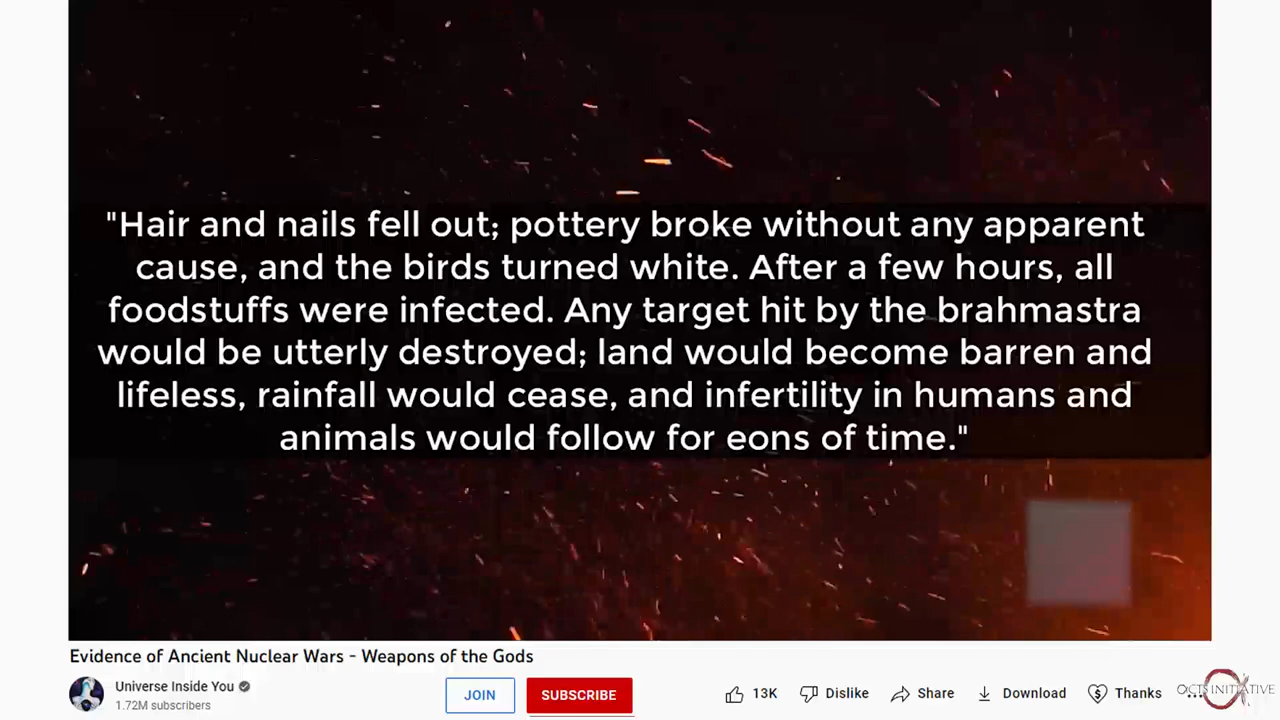 "Hair and nails fell out; pottery broke without any apparent
cause, and the birds turned white. After a few hours, all
foodstuffs were infected. Any target hit by the brahmastra
would be utterly destroyed; land would become barren and
lifeless, rainfall would cease, and infertility in humans and
animals would follow for eons of time."
Evidence of Ancient Nuclear Wars - Weapons of the Gods
Universe Inside You
1.72M subscribers
JOIN
SUBSCRIBE
13K
Dislike
Share
Download
Thanks
INITIATIVE